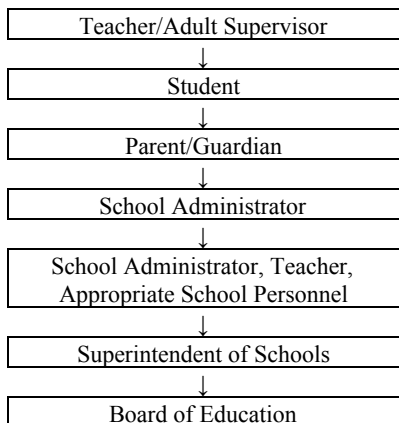 Teacher/Adult Supervisor
↓
Student
↓
Parent/Guardian
↓
School Administrator
↓
School Administrator, Teacher,
Appropriate School Personnel
↓
Superintendent of Schools
↓
Board of Education